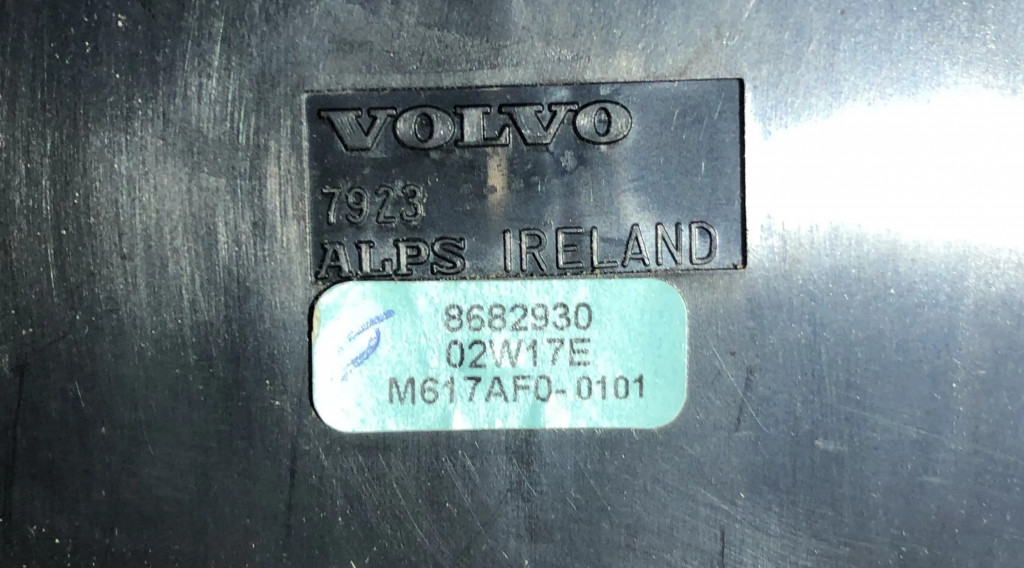 VOLVO
7923
ALPS IRELAND
8682930
02W17E
M617AF0-0101